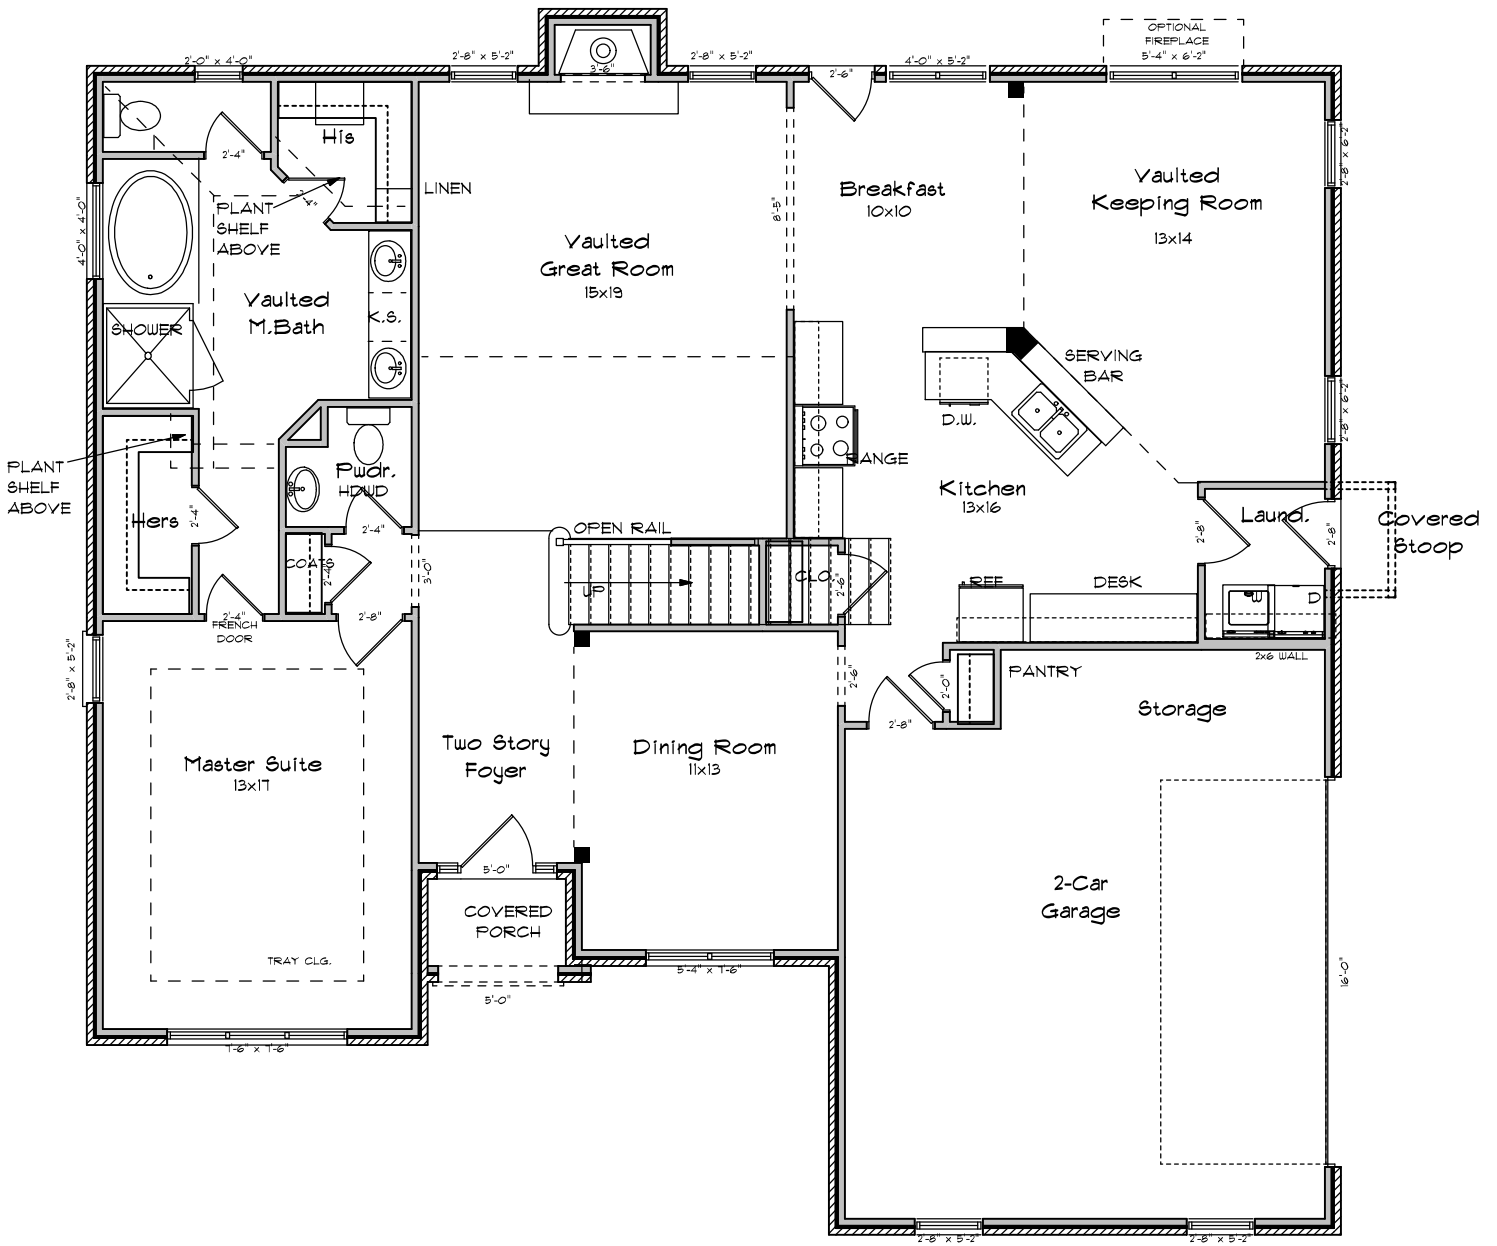 OPTIONAL
FIREPLACE
5'-4" x 6'-2"
2'-0" x 4'-0"
2'-8" x 5'-2"
3'-6"
2'-8" x 5'-2"
2'-6"
4'-0" x 5'-2"
His
2'-4"
2'-8" x 6'-2"
LINEN
Breakfast
10x10
Vaulted
Keeping Room
13x14
PLANT
SHELF
ABOVE
4'-0" x 4'-0"
8'-5"
Vaulted
Great Room
15x19
Vaulted
M.Bath
K.S.
SHOWER
SERVING
BAR
2'-8" x 6'-2"
D.W.
RANGE
PLANT
SHELF
ABOVE
Pwdr.
HDWD
Kitchen
13x16
Hers
2'-4"
2'-4"
OPEN RAIL
2'-8"
Laund.
2'-8"
Covered
Stoop
COATS
2'-4"
3'-0"
UP
CLO.
2'-6"
REF
DESK
W
D
2'-4"
FRENCH
DOOR
2'-8"
2x6 WALL
2'-8" x 5'-2"
2'-6"
2'-0"
PANTRY
2'-8"
Storage
Master Suite
13x17
Two Story
Foyer
Dining Room
11x13
5'-0"
2-Car
Garage
COVERED
PORCH
TRAY CLG.
5'-4" x 7'-6"
16'-0"
5'-0"
7'-6" x 7'-6"
2'-8" x 5'-2"
2'-8" x 5'-2"